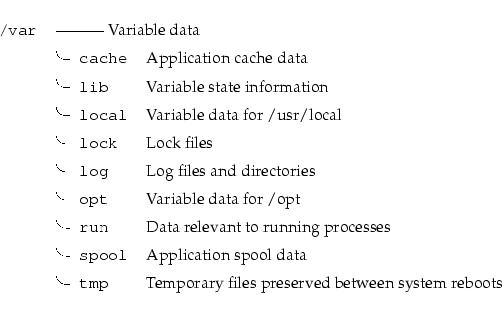 /var Variable data
cache Application cache data
lib Variable state information
local Variable data for /usr/local
lock Lock files
log Log files and directories
opt Variable data for /opt
run Data relevant to running processes
spool Application spool data
tmp Temporary files preserved between system reboots